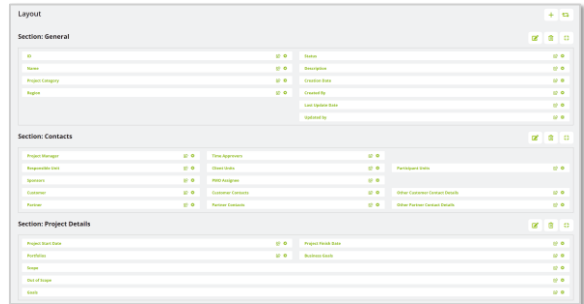 Layout
Section: General
ID
Status
Name
Description
Project Category
Creation Date
Region
Created By
Last Update Date
Updated by
Section: Contacts
Project Manager
Time Approvers
Responsible Unit
Client Units
Participant Units
Sponsors
PMO Assignee
Customer
Customer Contacts
Other Customer Contact Details
Partner
Partner Contacts
Other Partner Contact Details
Section: Project Details
Project Start Date
Project Finish Date
Portfolios
Business Goals
Scope
Out of Scope
Goals